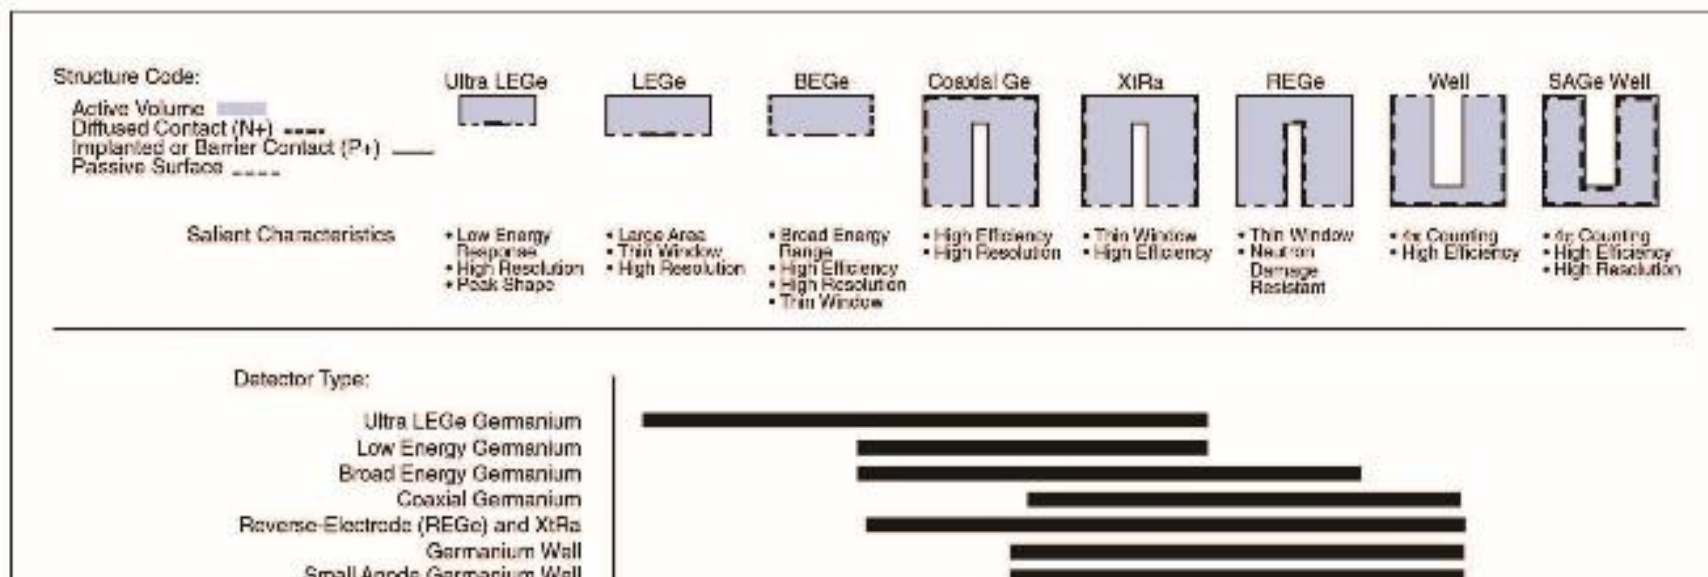 Structure Code:
Active Volume
Diffused Contact (N+)
Implanted or Barrier Contact (P+)
Passive Surface
Ultra LEGe
LEGe
BEGe
Coaxial Ge
XtRa
REGe
Well
SAGe Well
Salient Characteristics
• Low Energy
Response
• High Resolution
• Peak Shape
• Large Area
• Thin Window
• High Resolution
• Broad Energy
Range
• High Efficiency
• High Resolution
• Thin Window
• High Efficiency
• High Resolution
• Thin Window
• High Efficiency
• Thin Window
• Neutron
Damage
Resistant
• 4π Counting
• High Efficiency
• 4π Counting
• High Efficiency
• High Resolution
Detector Type:
Ultra LEGe Germanium
Low Energy Germanium
Broad Energy Germanium
Coaxial Germanium
Reverse-Electrode (REGe) and XtRa
Germanium Well
Small Anode Germanium Well